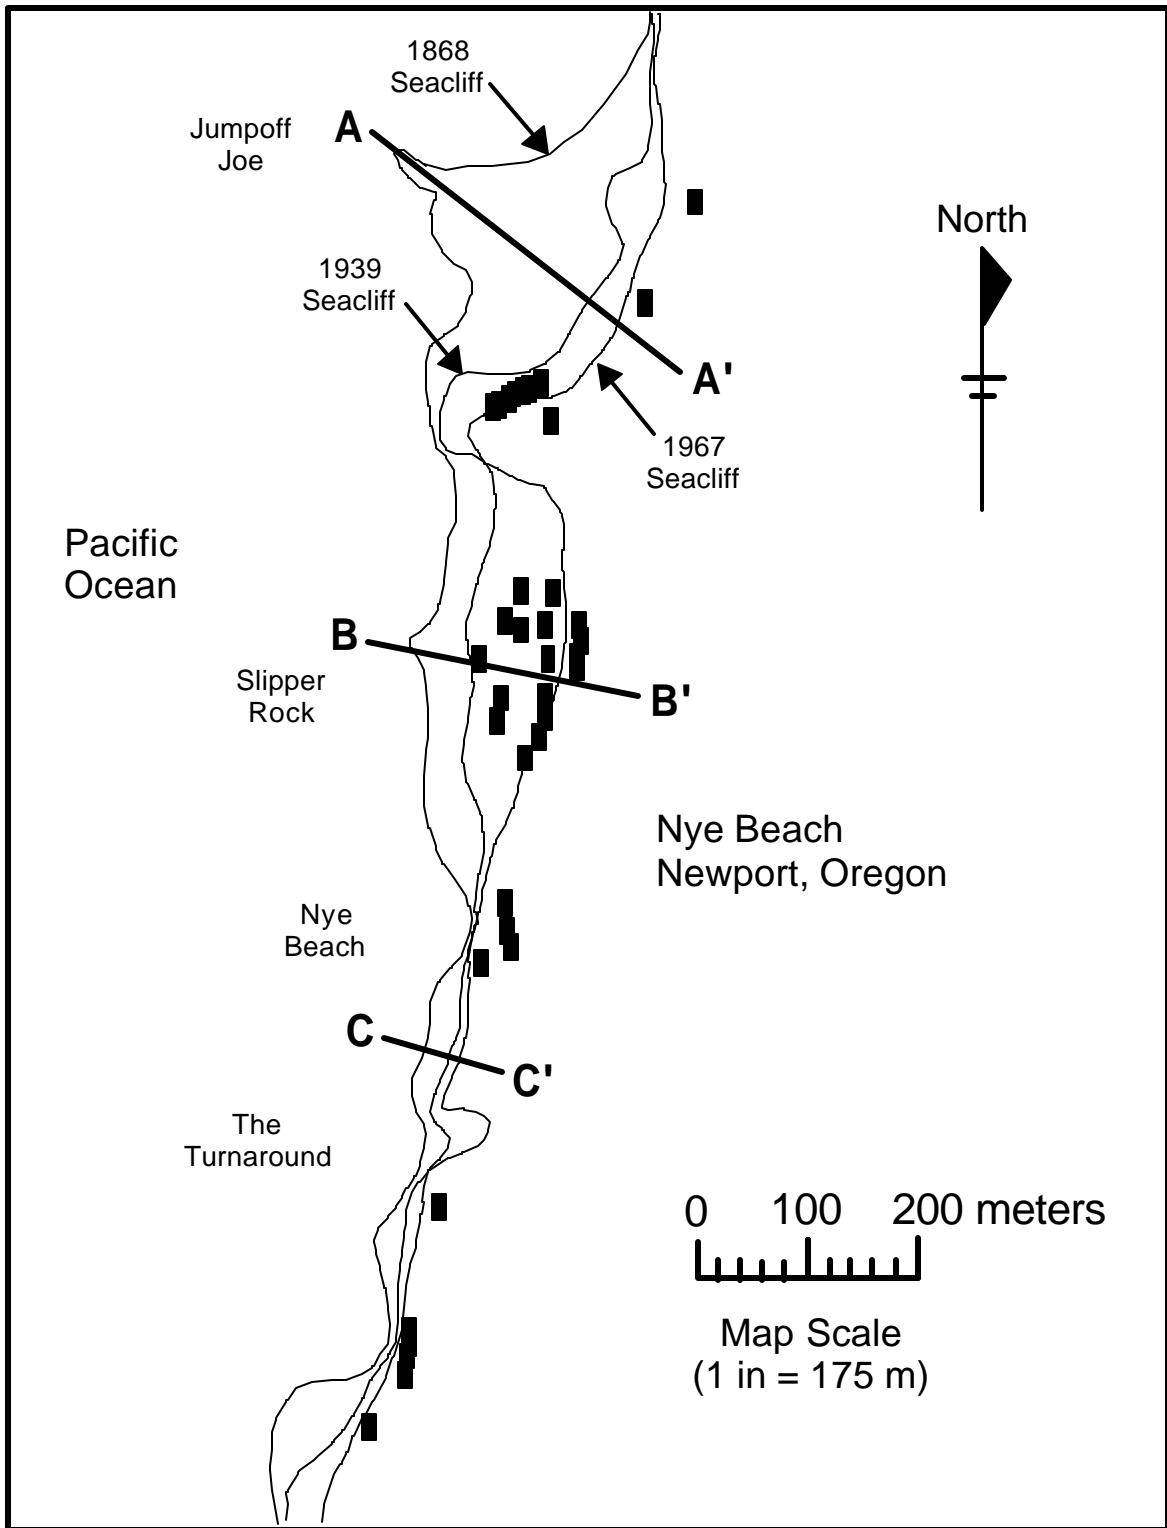 1868
Seacliff
Jumpoff
Joe
A
North
1939
Seacliff
A'
1967
Seacliff
Pacific
Ocean
B
Slipper
Rock
B'
Nye Beach
Newport, Oregon
Nye
Beach
C
C'
The
Turnaround
0 100 200 meters
Map Scale
(1 in = 175 m)